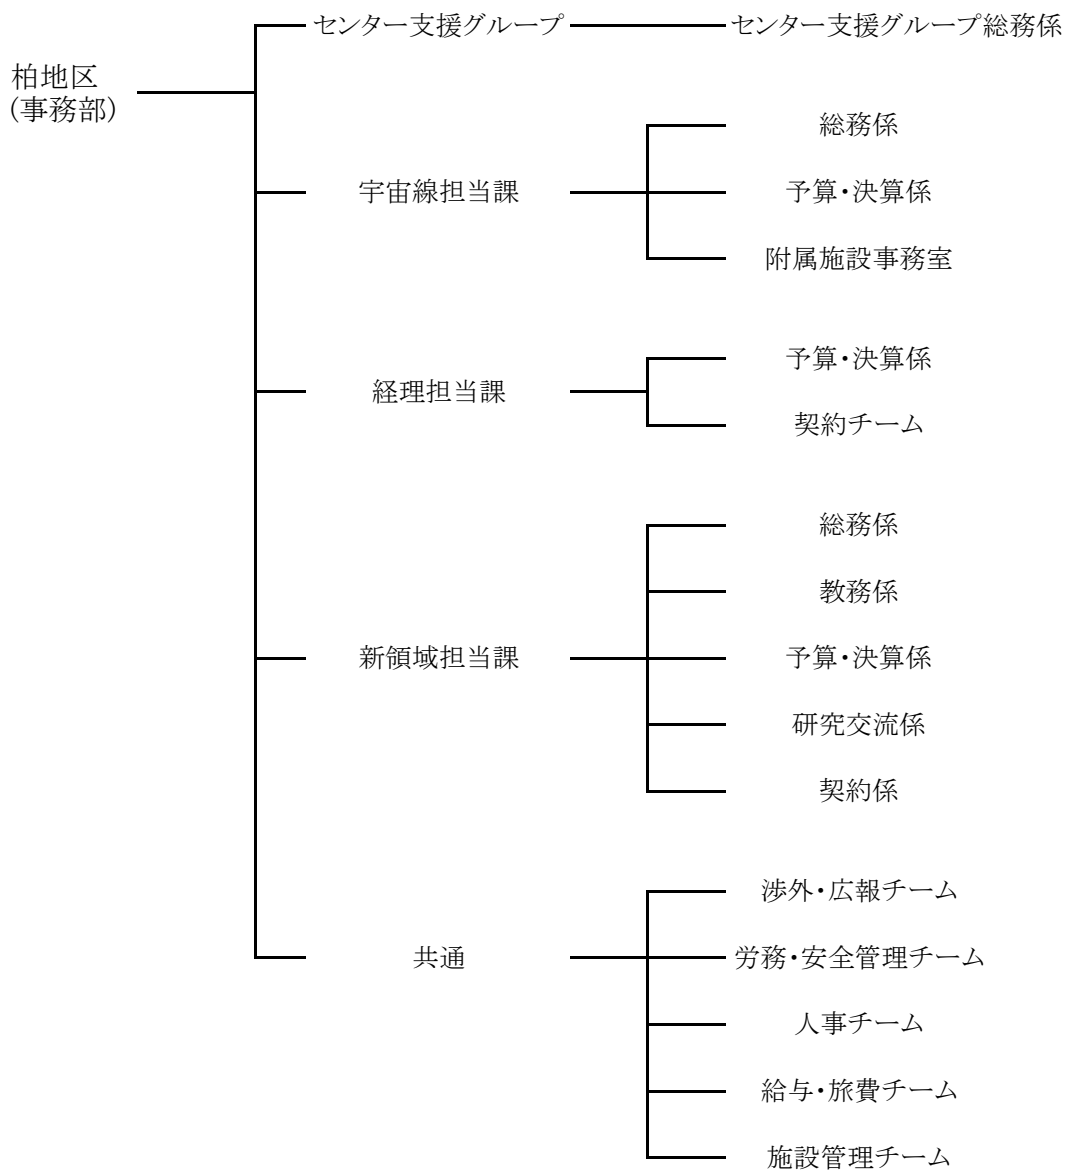 柏地区
(事務部)
センター支援グループ
センター支援グループ総務係
宇宙線担当課
総務係
予算・決算係
附属施設事務室
経理担当課
予算・決算係
契約チーム
新領域担当課
総務係
教務係
予算・決算係
研究交流係
契約係
共通
渉外・広報チーム
労務・安全管理チーム
人事チーム
給与・旅費チーム
施設管理チーム